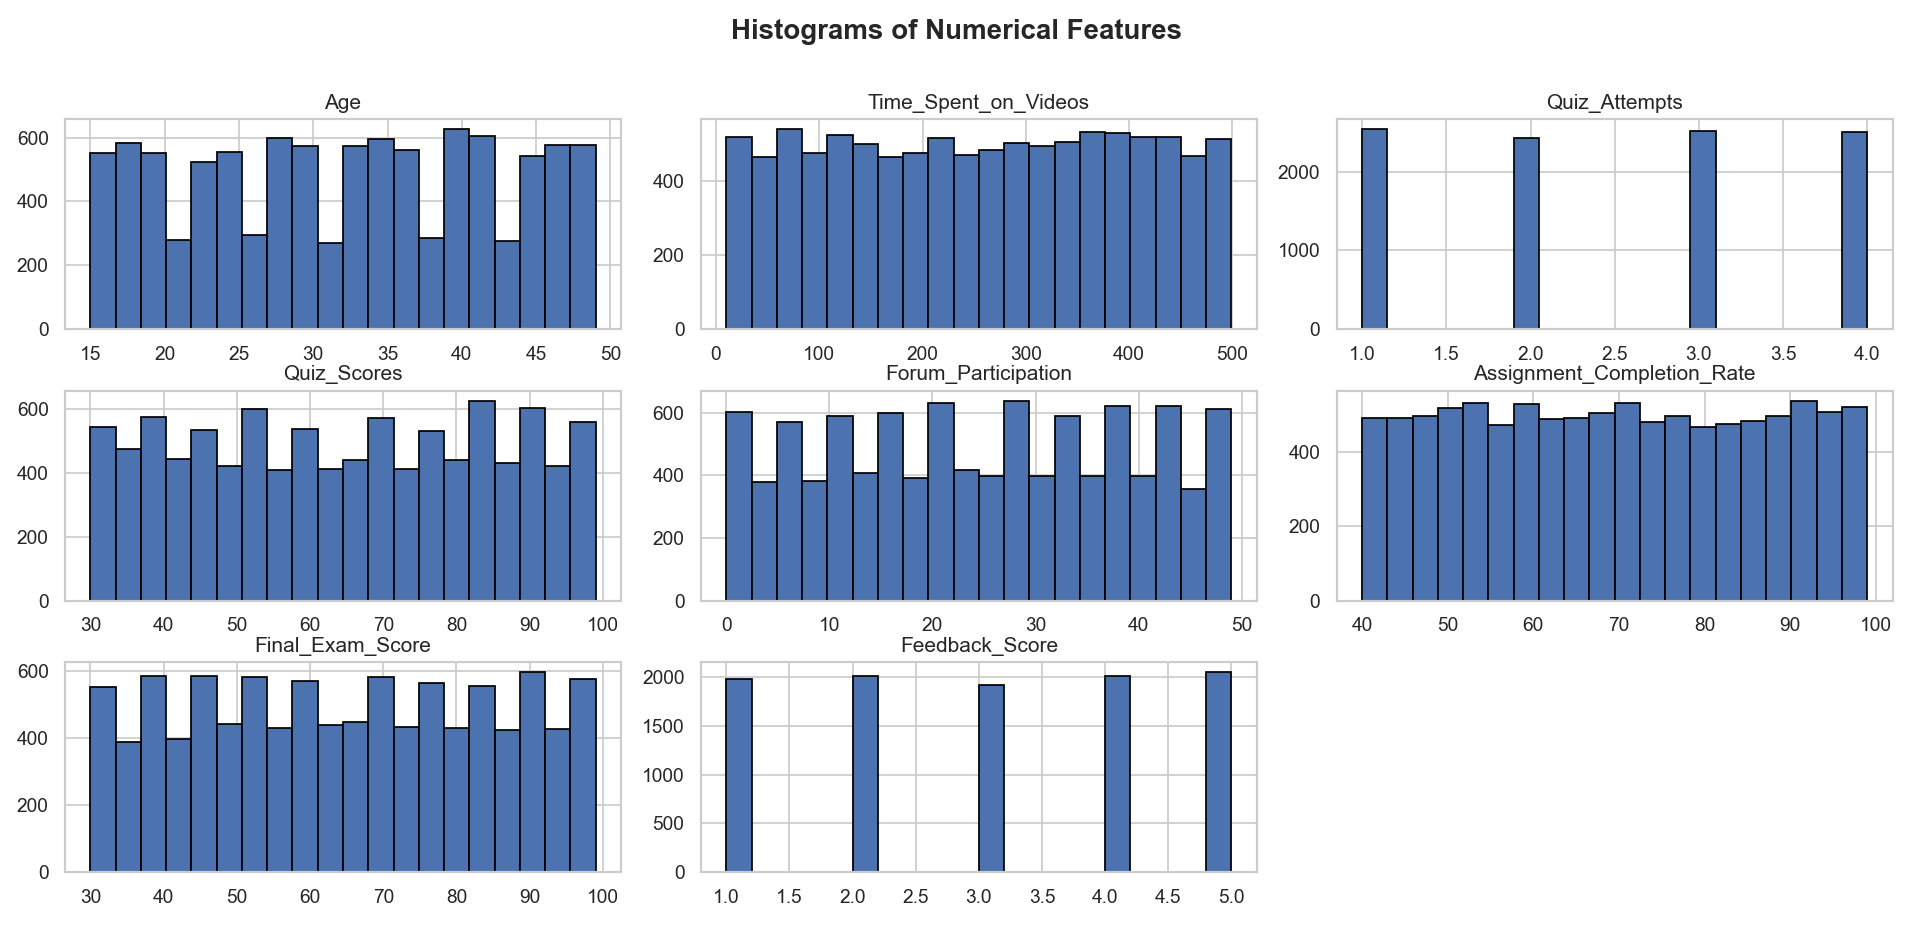 Histograms of Numerical Features
Age
600
400
200
0
15 20 25 30 35 40 45 50
Time_Spent_on_Videos
400
200
0
0 100 200 300 400 500
Quiz_Attempts
2000
1000
0
1.0 1.5 2.0 2.5 3.0 3.5 4.0
Quiz_Scores
600
400
200
0
30 40 50 60 70 80 90 100
Forum_Participation
600
400
200
0
0 10 20 30 40 50
Assignment_Completion_Rate
400
200
0
40 50 60 70 80 90 100
Final_Exam_Score
600
400
200
0
30 40 50 60 70 80 90 100
Feedback_Score
2000
1500
1000
500
0
1.0 1.5 2.0 2.5 3.0 3.5 4.0 4.5 5.0